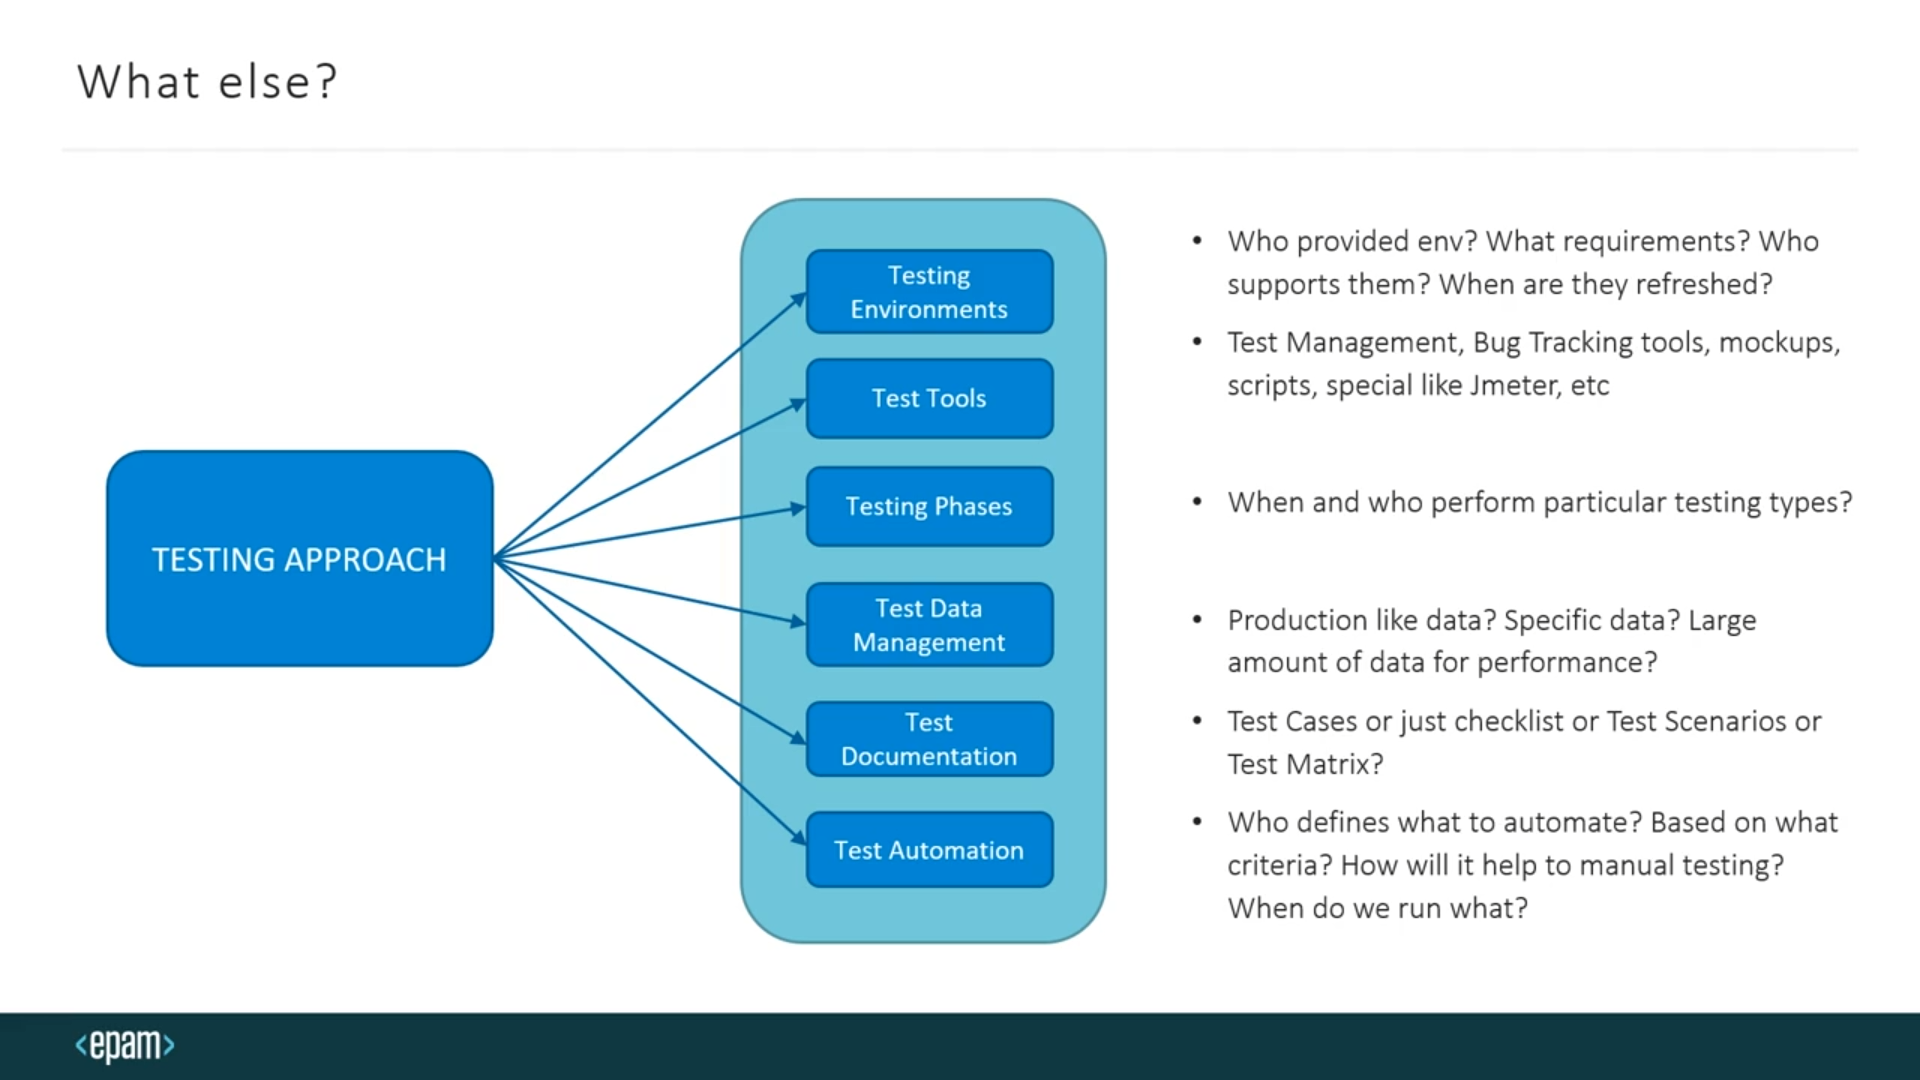 What else?
TESTING APPROACH
Testing
Environments
Test Tools
Testing Phases
Test Data
Management
Test
Documentation
Test Automation
• Who provided env? What requirements? Who
supports them? When are they refreshed?
• Test Management, Bug Tracking tools, mockups,
scripts, special like Jmeter, etc
• When and who perform particular testing types?
• Production like data? Specific data? Large
amount of data for performance?
• Test Cases or just checklist or Test Scenarios or
Test Matrix?
• Who defines what to automate? Based on what
criteria? How will it help to manual testing?
When do we run what?
<epam>